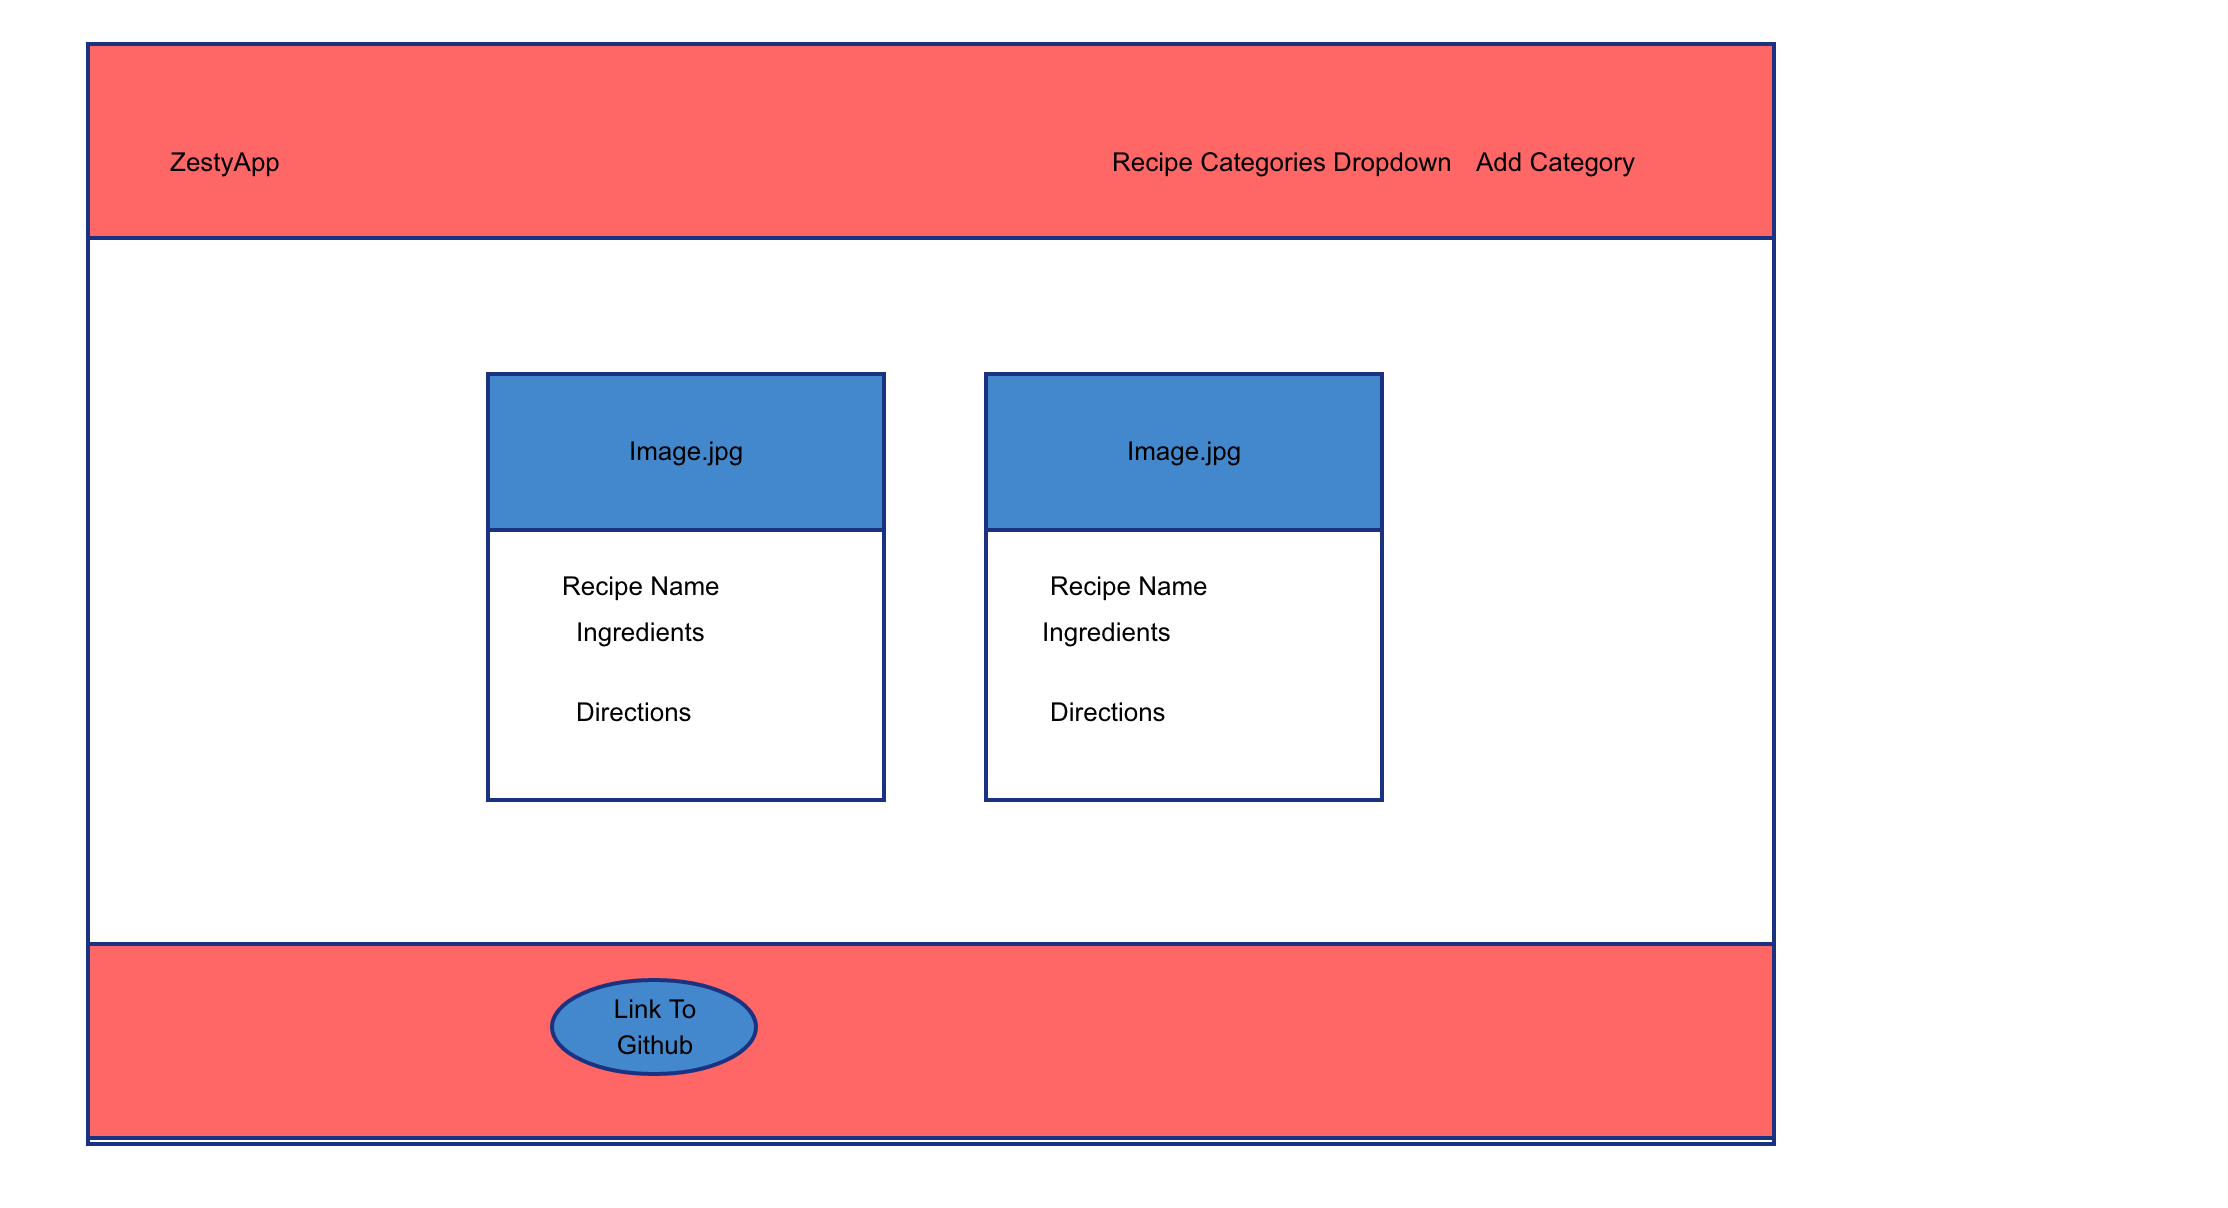 ZestyApp
Recipe Categories Dropdown
Add Category
Image.jpg
Recipe Name
Ingredients
Directions
Image.jpg
Recipe Name
Ingredients
Directions
Link To
Github